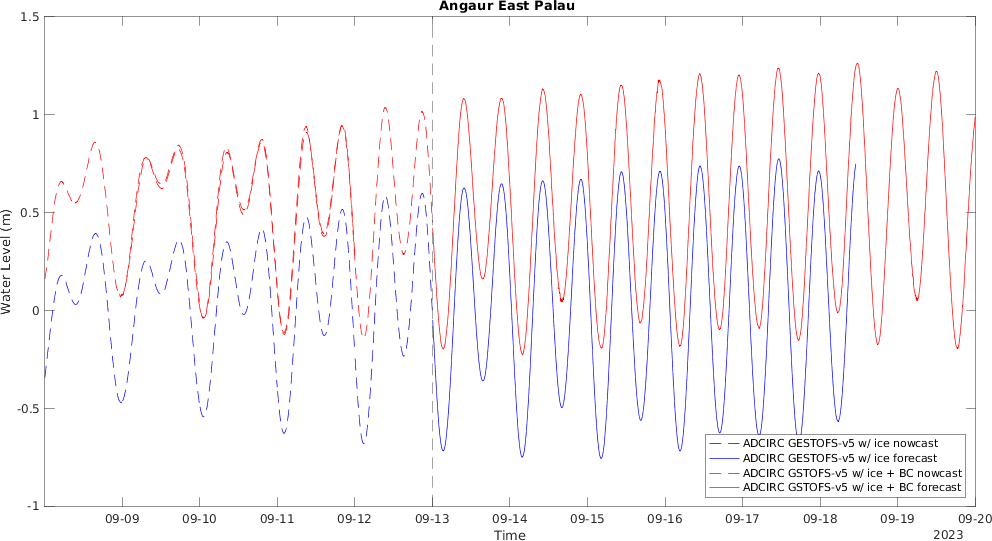 Angaur East Palau
1.5
1
0.5
0
-0.5
-1
Water Level (m)
ADCIRC GESTOFS-v5 w/ ice nowcast
ADCIRC GESTOFS-v5 w/ ice forecast
ADCIRC GSTOFS-v5 w/ ice + BC nowcast
ADCIRC GSTOFS-v5 w/ ice + BC forecast
09-09 09-10 09-11 09-12 09-13 09-14 09-15 09-16 09-17 09-18 09-19 09-20
Time
2023